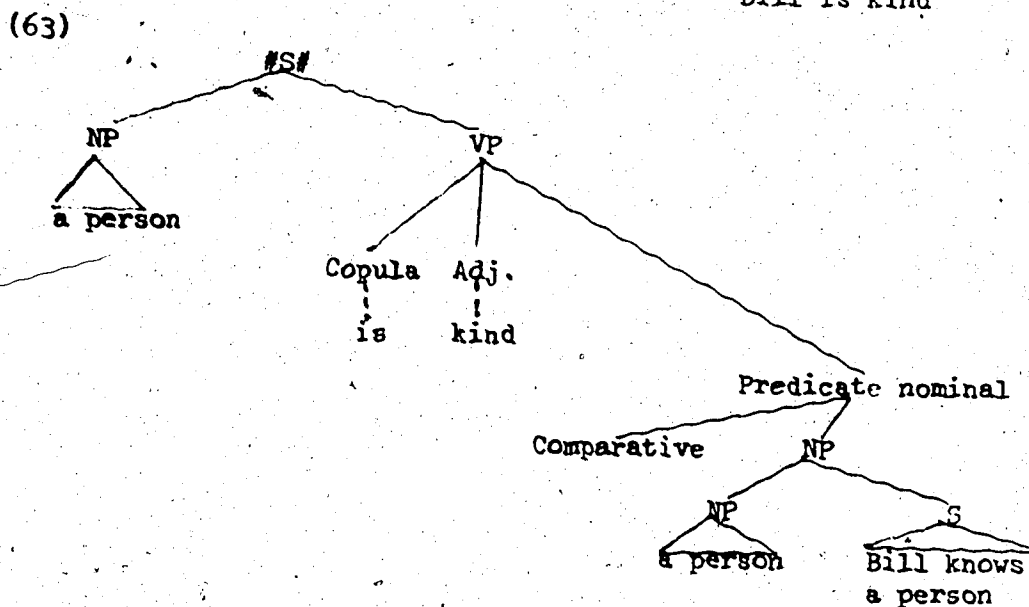 Bill is kind
(63)
#S#
NP
VP
a person
Copula Adj.
is kind
Predicate nominal
Comparative NP
NP S
a person Bill knows
a person